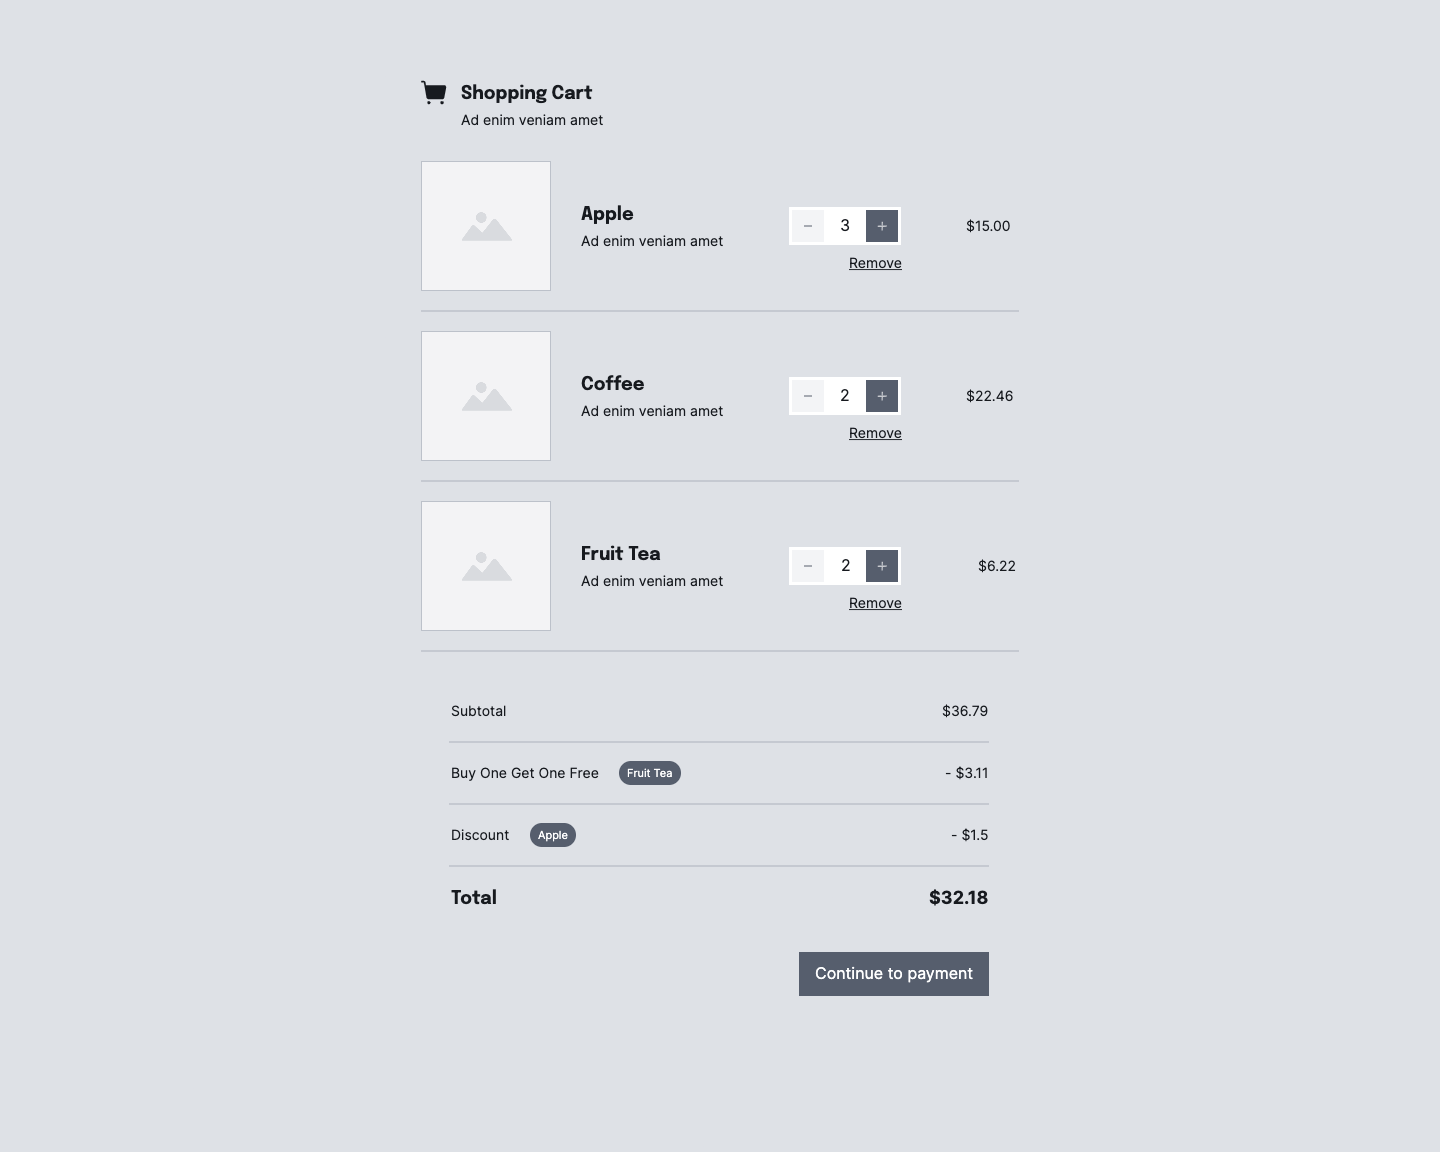 Shopping Cart
Ad enim veniam amet
Apple
Ad enim veniam amet
3
Remove
$15.00
Coffee
Ad enim veniam amet
2
Remove
$22.46
Fruit Tea
Ad enim veniam amet
2
Remove
$6.22
Subtotal $36.79
Buy One Get One Free Fruit Tea - $3.11
Discount Apple - $1.5
Total $32.18
Continue to payment